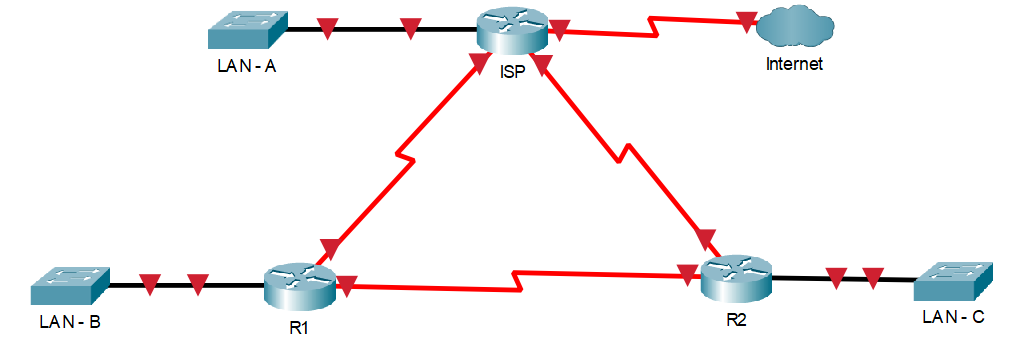 LAN - A
ISP
Internet
LAN - B
R1
R2
LAN - C